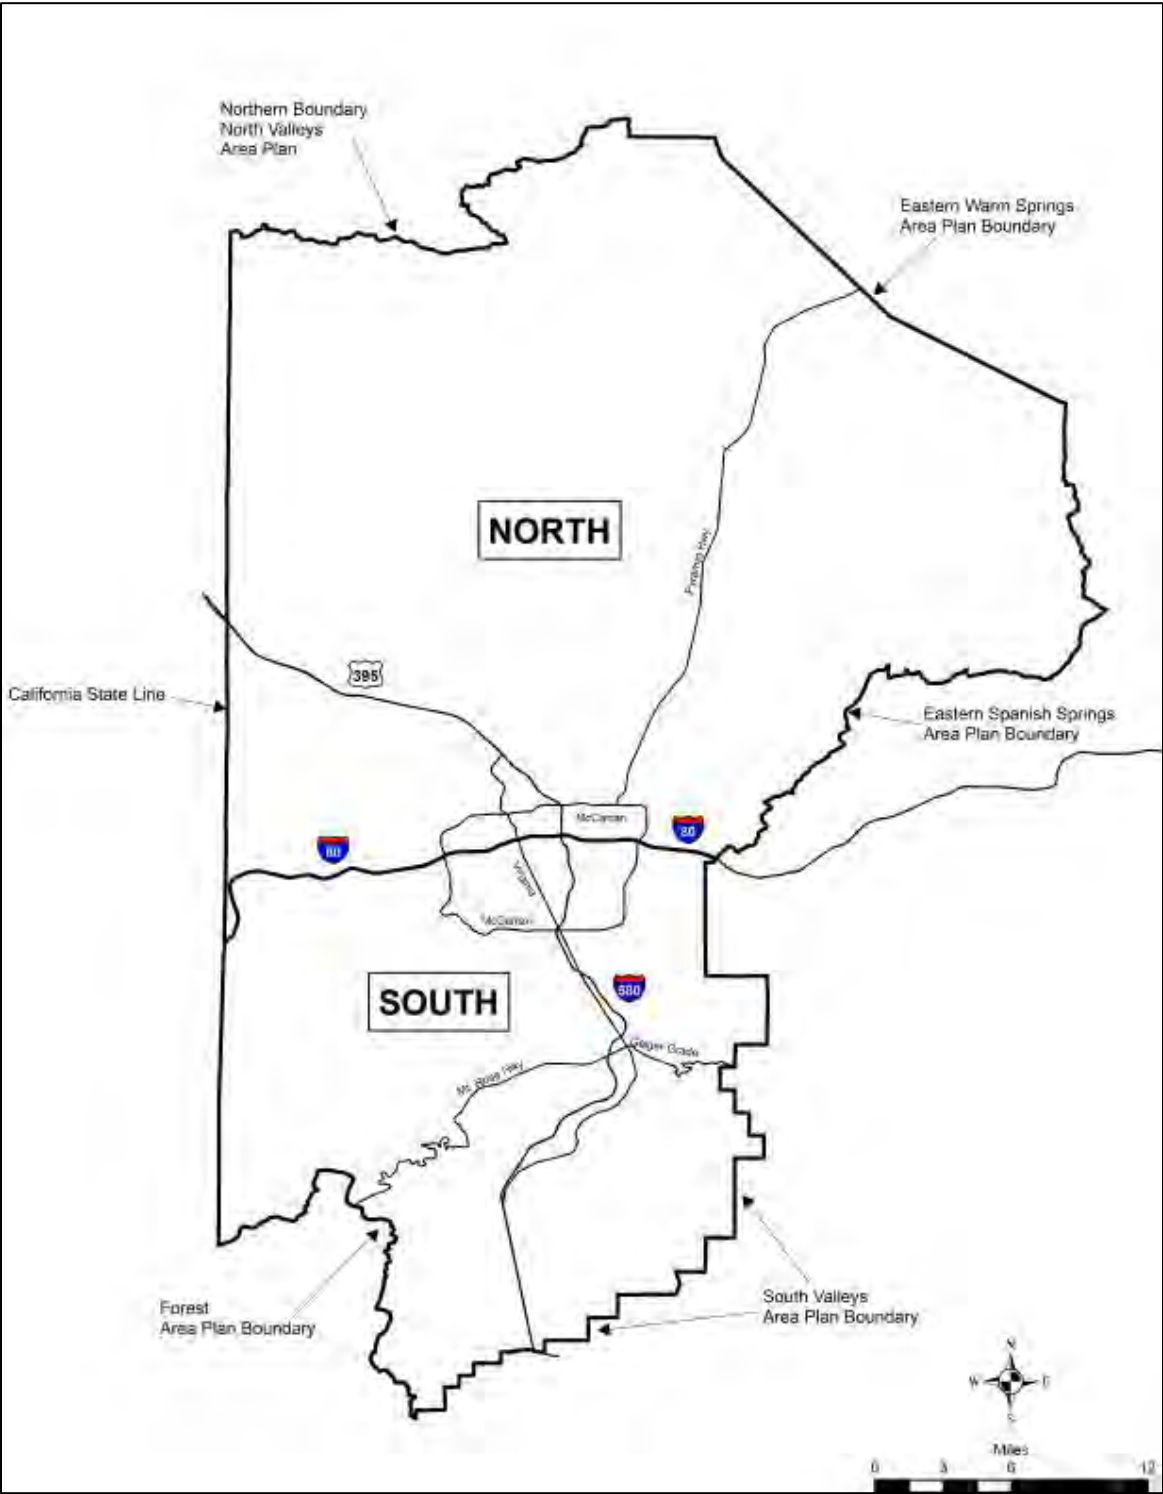 Northern Boundary
North Valleys
Area Plan
Eastern Warm Springs
Area Plan Boundary
NORTH
Pyramid Hwy
395
California State Line
Eastern Spanish Springs
Area Plan Boundary
McCarran
80
80
Virginia
McCarran
SOUTH
580
Geiger Grade
Mt. Rose Hwy
South Valleys
Area Plan Boundary
Forest
Area Plan Boundary
N
W E
S
Miles
0 3 6 12